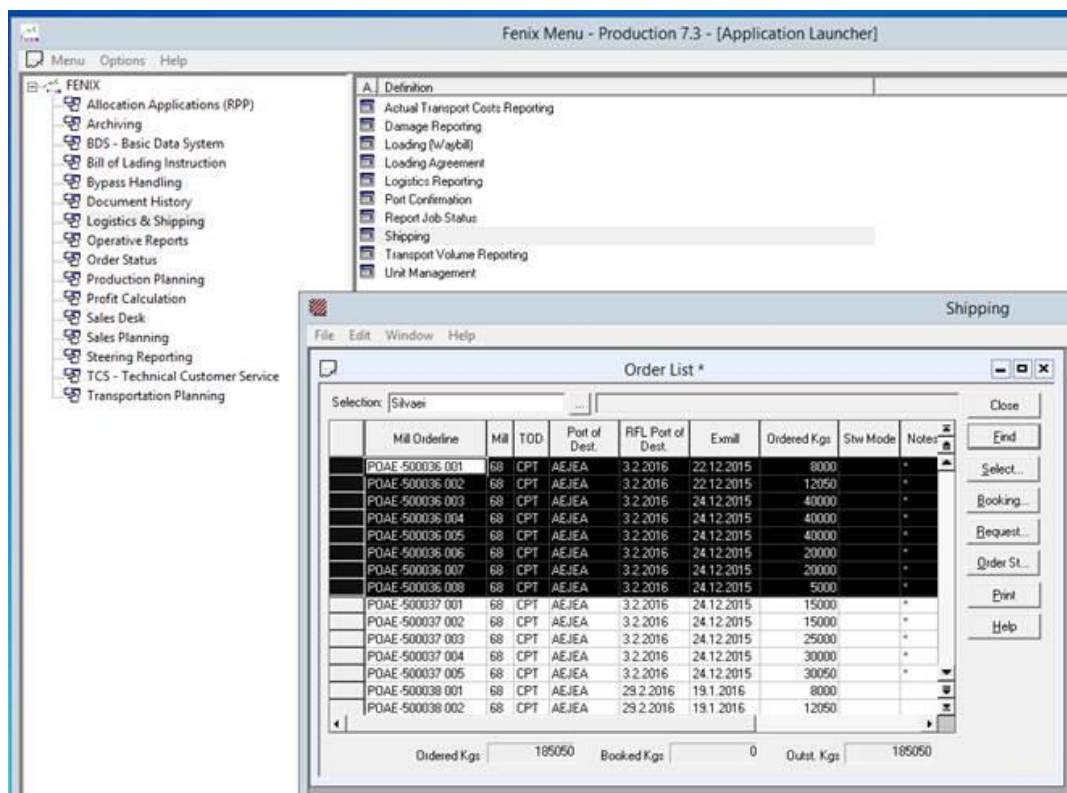 Fenix Menu - Production 7.3 - [Application Launcher]
Menu Options Help
FENIX
Allocation Applications (RPP)
Archiving
BDS - Basic Data System
Bill of Lading Instruction
Bypass Handling
Document History
Logistics & Shipping
Operative Reports
Order Status
Production Planning
Profit Calculation
Sales Desk
Sales Planning
Steering Reporting
TCS - Technical Customer Service
Transportation Planning
A. Definition
Actual Transport Costs Reporting
Damage Reporting
Loading (Waybill)
Loading Agreement
Logistics Reporting
Port Confirmation
Report Job Status
Shipping
Transport Volume Reporting
Unit Management
Shipping
File Edit Window Help
Order List *
Selection: Silvaei ...
Mill Orderline Mill TOD Port of Dest. RFL Port of Dest. Exmill Ordered Kgs Stw Mode Notes
POAE-500036 001 68 CPT AEJEA 3.2.2016 22.12.2015 8000 *
POAE-500036 002 68 CPT AEJEA 3.2.2016 22.12.2015 12050 *
POAE-500036 003 68 CPT AEJEA 3.2.2016 24.12.2015 40000 *
POAE-500036 004 68 CPT AEJEA 3.2.2016 24.12.2015 40000 *
POAE-500036 005 68 CPT AEJEA 3.2.2016 24.12.2015 40000 *
POAE-500036 006 68 CPT AEJEA 3.2.2016 24.12.2015 20000 *
POAE-500036 007 68 CPT AEJEA 3.2.2016 24.12.2015 20000 *
POAE-500036 008 68 CPT AEJEA 3.2.2016 24.12.2015 5000 *
POAE-500037 001 68 CPT AEJEA 3.2.2016 24.12.2015 15000 *
POAE-500037 002 68 CPT AEJEA 3.2.2016 24.12.2015 15000 *
POAE-500037 003 68 CPT AEJEA 3.2.2016 24.12.2015 25000 *
POAE-500037 004 68 CPT AEJEA 3.2.2016 24.12.2015 30000 *
POAE-500037 005 68 CPT AEJEA 3.2.2016 24.12.2015 30050 *
POAE-500038 001 68 CPT AEJEA 29.2.2016 19.1.2016 8000
POAE-500038 002 68 CPT AEJEA 29.2.2016 19.1.2016 12050
Ordered Kgs 185050 Booked Kgs 0 Outst. Kgs 185050
Close
Find
Select...
Booking...
Request...
Order St...
Print
Help